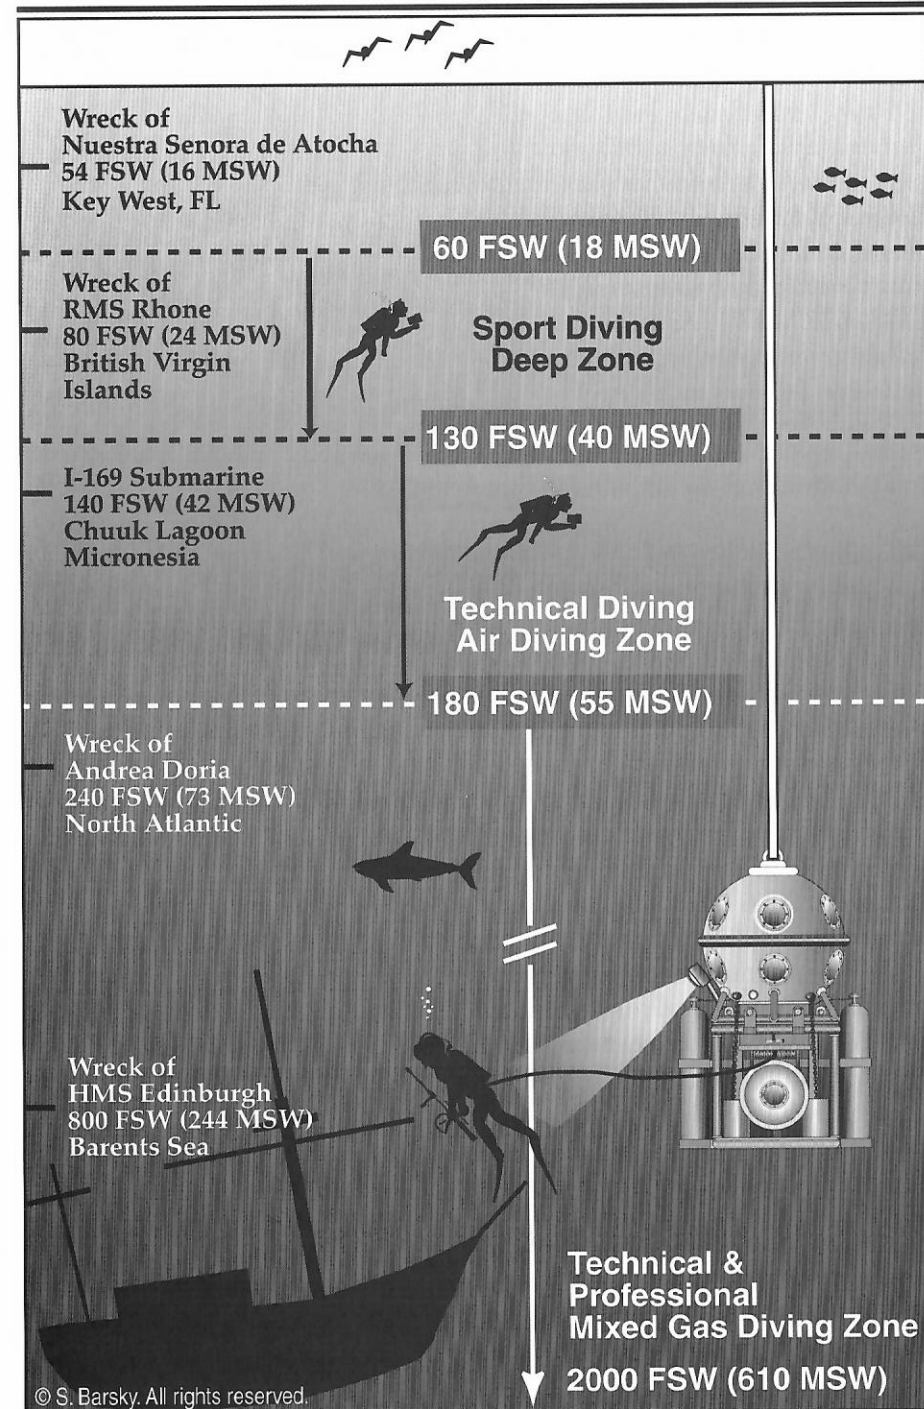 Wreck of
Nuestra Senora de Atocha
54 FSW (16 MSW)
Key West, FL
60 FSW (18 MSW)
Wreck of
RMS Rhone
80 FSW (24 MSW)
British Virgin
Islands
Sport Diving
Deep Zone
130 FSW (40 MSW)
I-169 Submarine
140 FSW (42 MSW)
Chuuk Lagoon
Micronesia
Technical Diving
Air Diving Zone
180 FSW (55 MSW)
Wreck of
Andrea Doria
240 FSW (73 MSW)
North Atlantic
Wreck of
HMS Edinburgh
800 FSW (244 MSW)
Barents Sea
Technical &
Professional
Mixed Gas Diving Zone
2000 FSW (610 MSW)
© S. Barsky. All rights reserved.